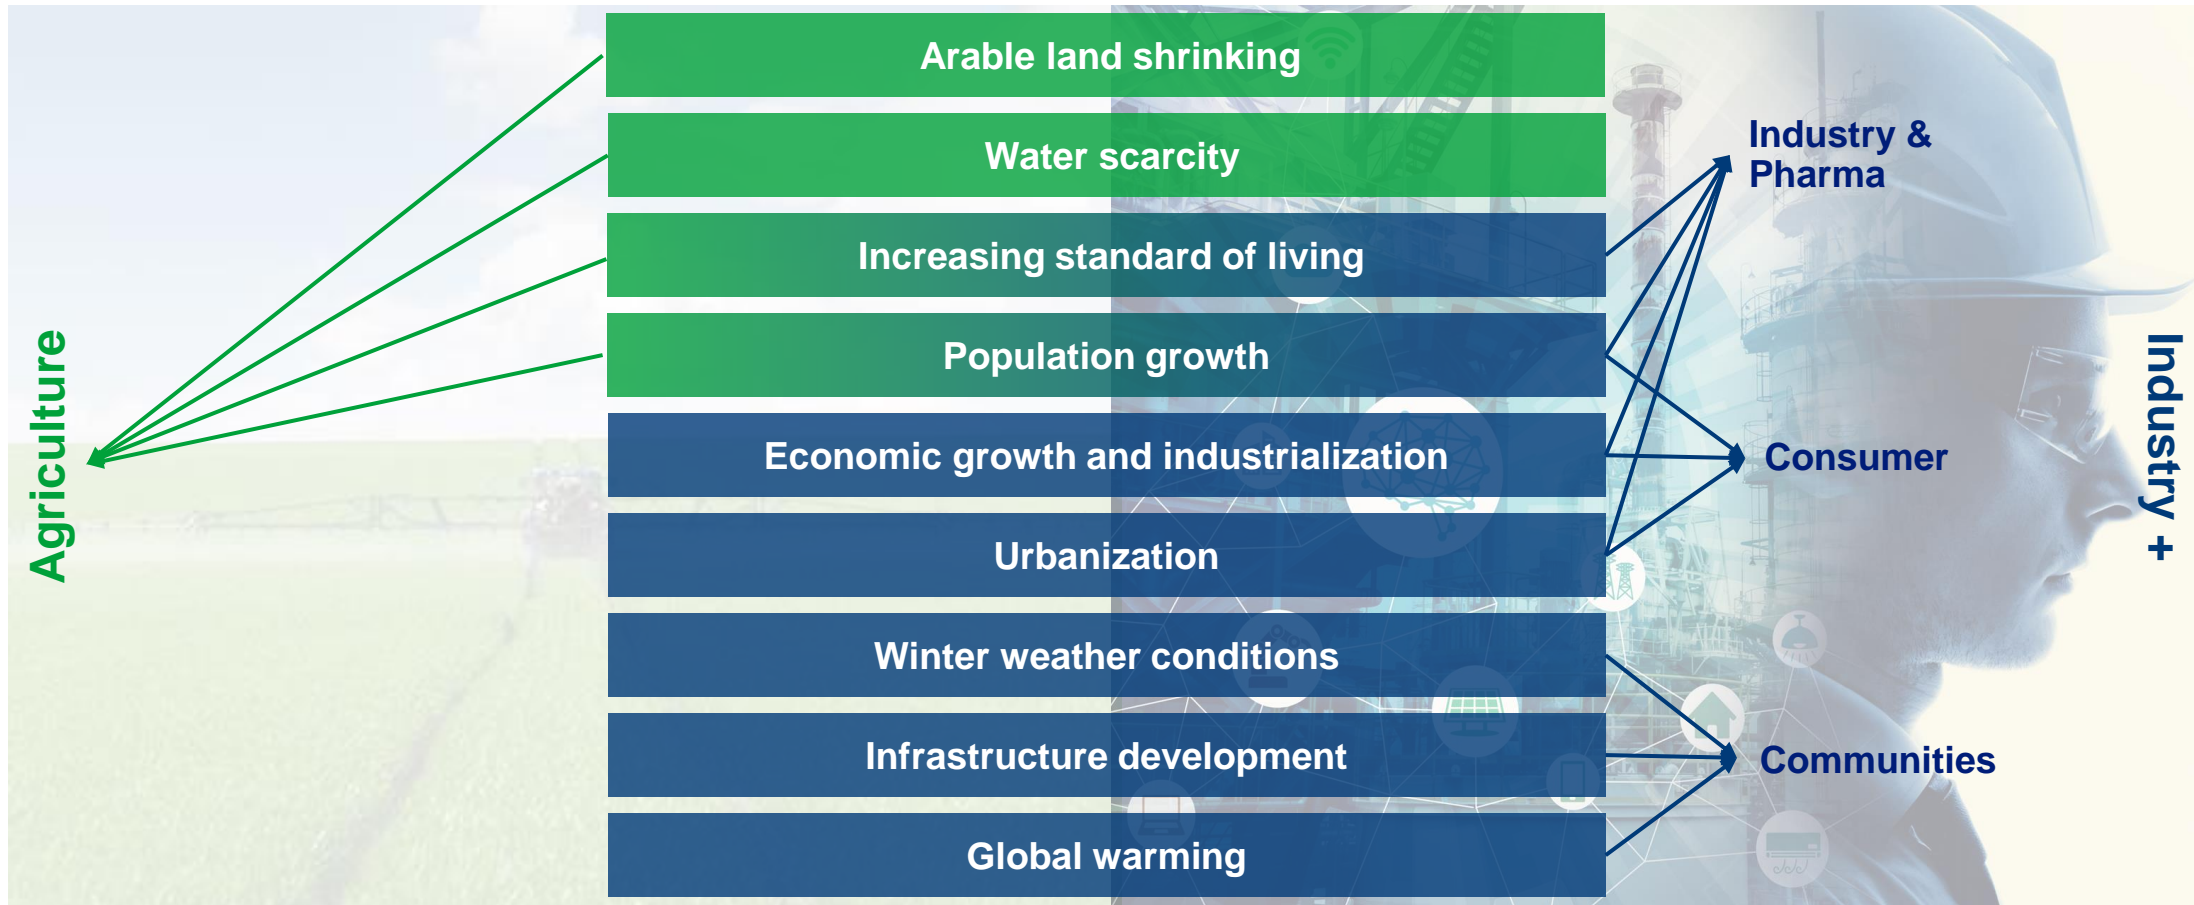 Agriculture
Arable land shrinking
Water scarcity
Increasing standard of living
Population growth
Economic growth and industrialization
Urbanization
Winter weather conditions
Infrastructure development
Global warming
Industry &
Pharma
Consumer
Communities
Industry +